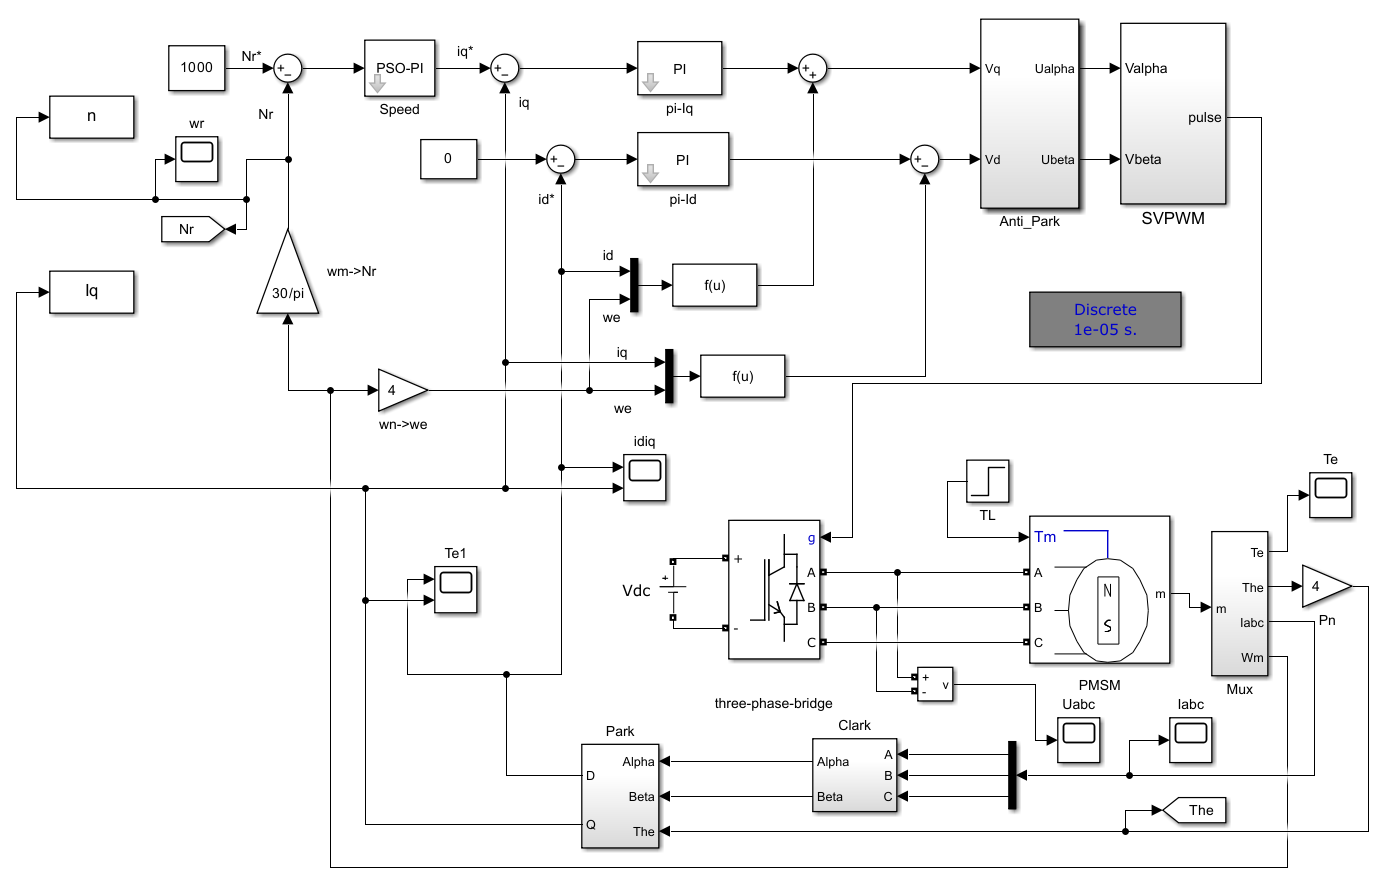 1000
Nr*
+
−
PSO-PI
Speed
iq*
+
−
iq
PI
pi-Iq
+
+
Vq
Ualpha
Vd
Ubeta
Anti_Park
Valpha
pulse
Vbeta
SVPWM
n
wr
Nr
Nr
0
+
−
id*
PI
pi-Id
+
−
30/pi
wm->Nr
Iq
id
we
f(u)
iq
we
f(u)
4
wn->we
Discrete
1e-05 s.
idiq
Te1
TL
Te
Vdc
+
+
-
g
A
B
C
three-phase-bridge
Tm
A
B
C
N
S
m
PMSM
m
Te
The
Iabc
Wm
Mux
4
Pn
+
-
v
Uabc
Iabc
Clark
Alpha
Beta
A
B
C
Park
D
Q
Alpha
Beta
The
The